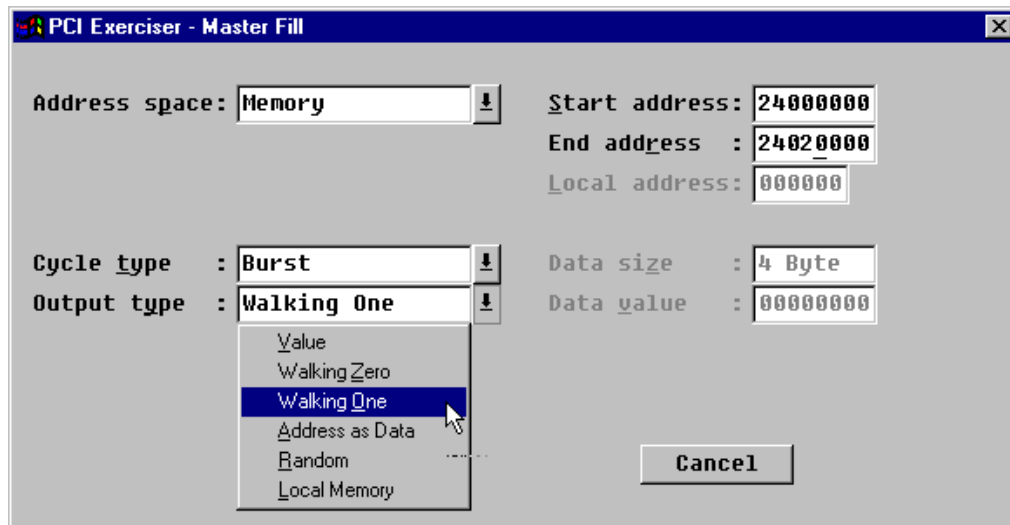 PCI Exerciser - Master Fill
Address space: Memory
Start address: 24000000
End address : 24020000
Local address: 000000
Cycle type : Burst
Data size : 4 Byte
Output type : Walking One
Data value : 00000000
Value
Walking Zero
Walking One
Address as Data
Random
Local Memory
Cancel